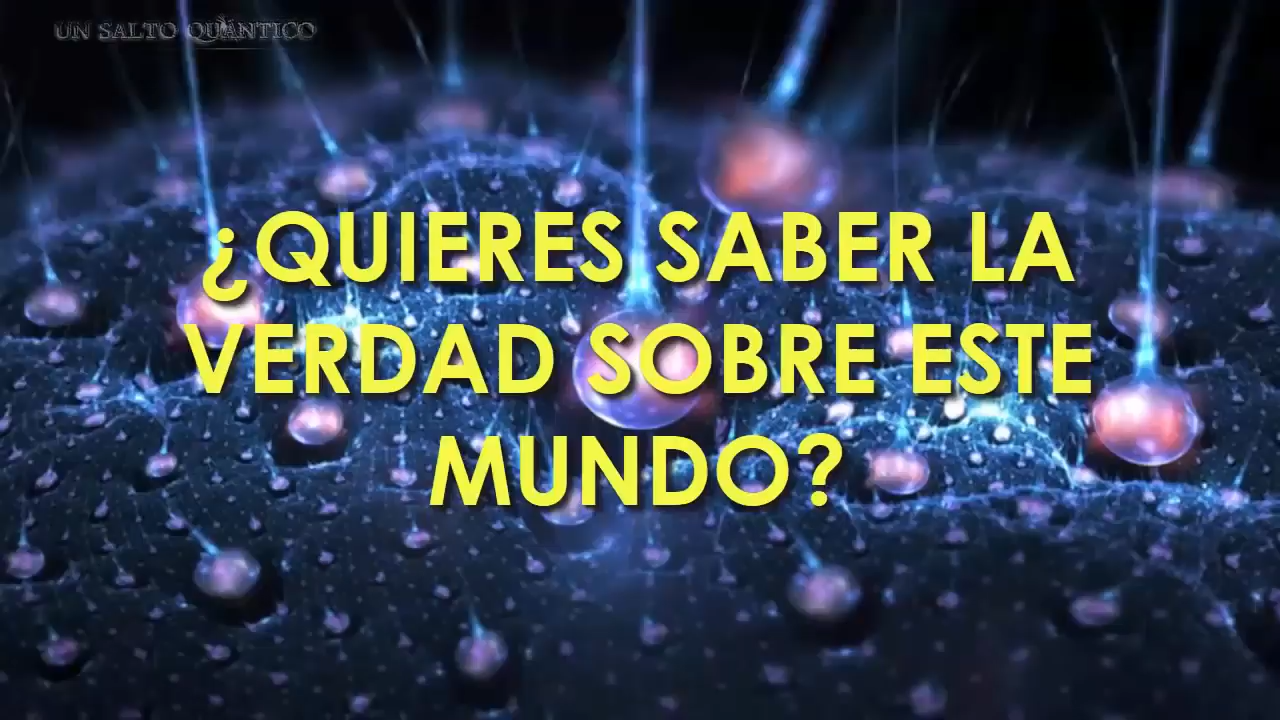 UN SALTO QUÁNTICO
¿QUIERES SABER LA
VERDAD SOBRE ESTE
MUNDO?